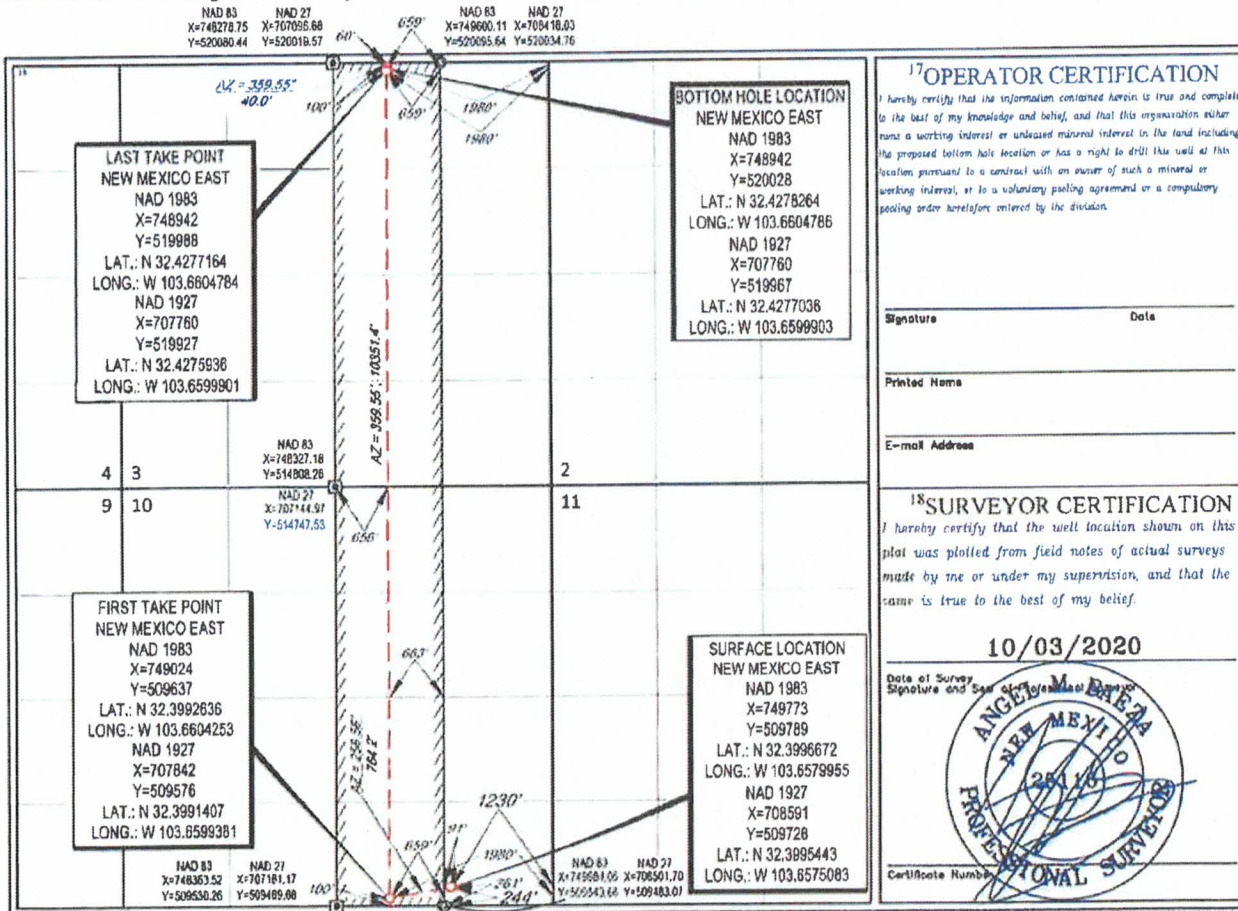 NAD 83 NAD 27
X=748278.75 X=707096.68
Y=520080.44 Y=520019.57
NAD 83 NAD 27
X=749600.11 X=708418.03
Y=520095.64 Y=520034.76
60'
659'
AZ = 359.55°
40.0'
100'
659'
1980'
1980'
LAST TAKE POINT
NEW MEXICO EAST
NAD 1983
X=748942
Y=519988
LAT.: N 32.4277164
LONG.: W 103.6604784
NAD 1927
X=707760
Y=519927
LAT.: N 32.4275936
LONG.: W 103.6599901
BOTTOM HOLE LOCATION
NEW MEXICO EAST
NAD 1983
X=748942
Y=520028
LAT.: N 32.4278264
LONG.: W 103.6604786
NAD 1927
X=707760
Y=519967
LAT.: N 32.4277036
LONG.: W 103.6599903
AZ = 359.55°, 10351.4'
NAD 83
X=748327.18
Y=514808.28
4 3
2
9 10
11
NAD 27
X=707144.97
Y=514747.53
656'
FIRST TAKE POINT
NEW MEXICO EAST
NAD 1983
X=749024
Y=509637
LAT.: N 32.3992636
LONG.: W 103.6604253
NAD 1927
X=707842
Y=509576
LAT.: N 32.3991407
LONG.: W 103.6599381
663'
764.2'
SURFACE LOCATION
NEW MEXICO EAST
NAD 1983
X=749773
Y=509789
LAT.: N 32.3996672
LONG.: W 103.6579955
NAD 1927
X=708591
Y=509728
LAT.: N 32.3995443
LONG.: W 103.6575083
1230'
91'
659'
1980'
361'
244'
100'
NAD 83 NAD 27
X=748363.52 X=707181.17
Y=509530.26 Y=509469.68
NAD 83 NAD 27
Y=509483.07
17 OPERATOR CERTIFICATION
I hereby certify that the information contained herein is true and complete
to the best of my knowledge and belief, and that this organization either
owns a working interest or unleased mineral interest in the land including
the proposed bottom hole location or has a right to drill this well at this
location pursuant to a contract with an owner of such a mineral or
working interest, or to a voluntary pooling agreement or a compulsory
pooling order heretofore entered by the division.
Signature Date
Printed Name
E-mail Address
18 SURVEYOR CERTIFICATION
I hereby certify that the well location shown on this
plat was plotted from field notes of actual surveys
made by me or under my supervision, and that the
same is true to the best of my belief.
10/03/2020
Date of Survey
Signature and Seal of Professional Surveyor
ANGEL M. BAEZA
NEW MEXICO
PROFESSIONAL SURVEYOR
Certificate Number